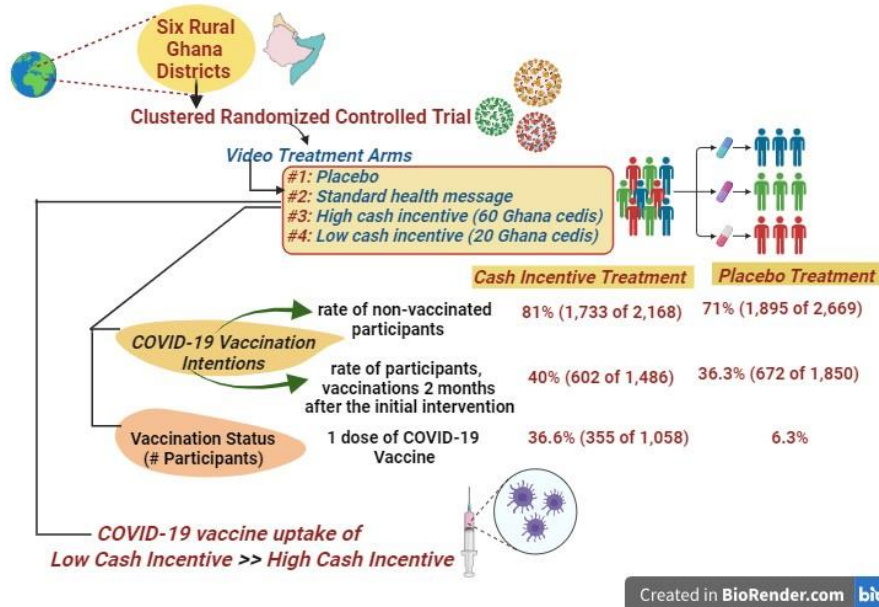 Six Rural
Ghana
Districts
Clustered Randomized Controlled Trial
Video Treatment Arms
#1: Placebo
#2: Standard health message
#3: High cash incentive (60 Ghana cedis)
#4: Low cash incentive (20 Ghana cedis)
Cash Incentive Treatment
Placebo Treatment
COVID-19 Vaccination
Intentions
rate of non-vaccinated
participants
81% (1,733 of 2,168)
71% (1,895 of 2,669)
rate of participants,
vaccinations 2 months
after the initial intervention
40% (602 of 1,486)
36.3% (672 of 1,850)
Vaccination Status
(# Participants)
1 dose of COVID-19
Vaccine
36.6% (355 of 1,058)
6.3%
COVID-19 vaccine uptake of
Low Cash Incentive >> High Cash Incentive
Created in BioRender.com bio